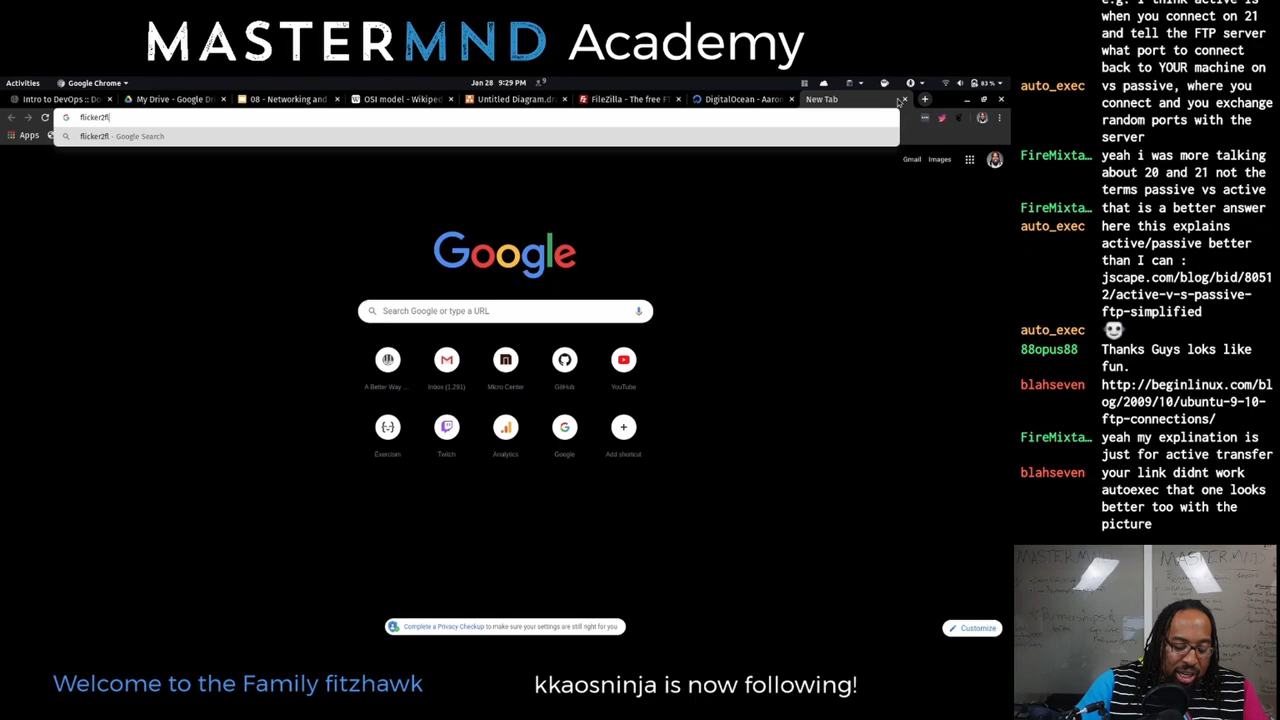 MASTERMND Academy
Activities
Google Chrome
Jan 28 9:29 PM
9
83 %
Intro to DevOps :: Do
My Drive - Google Dri
08 - Networking and
OSI model - Wikiped
Untitled Diagram.dra
FileZilla - The free FT
DigitalOcean - Aaron
New Tab
flicker2fl
Apps
flicker2fl - Google Search
Gmail
Images
Google
Search Google or type a URL
A Better Way ...
Inbox (1,291)
Micro Center
GitHub
YouTube
Exercism
Twitch
Analytics
Google
Add shortcut
Complete a Privacy Checkup to make sure your settings are still right for you
Customize
e.g. I think active is
when you connect on 21
and tell the FTP server
what port to connect
back to YOUR machine on
auto_exec vs passive, where you
connect and you exchange
random ports with the
server
FireMixta… yeah i was more talking
about 20 and 21 not the
terms passive vs active
FireMixta… that is a better answer
auto_exec here this explains
active/passive better
than I can :
jscape.com/blog/bid/8051
2/active-v-s-passive-
ftp-simplified
auto_exec
88opus88 Thanks Guys loks like
fun.
blahseven http://beginlinux.com/bl
og/2009/10/ubuntu-9-10-
ftp-connections/
FireMixta… yeah my explination is
just for active transfer
blahseven your link didnt work
autoexec that one looks
better too with the
picture
MASTERMND
MASTERMND
Welcome to the Family fitzhawk
kkaosninja is now following!